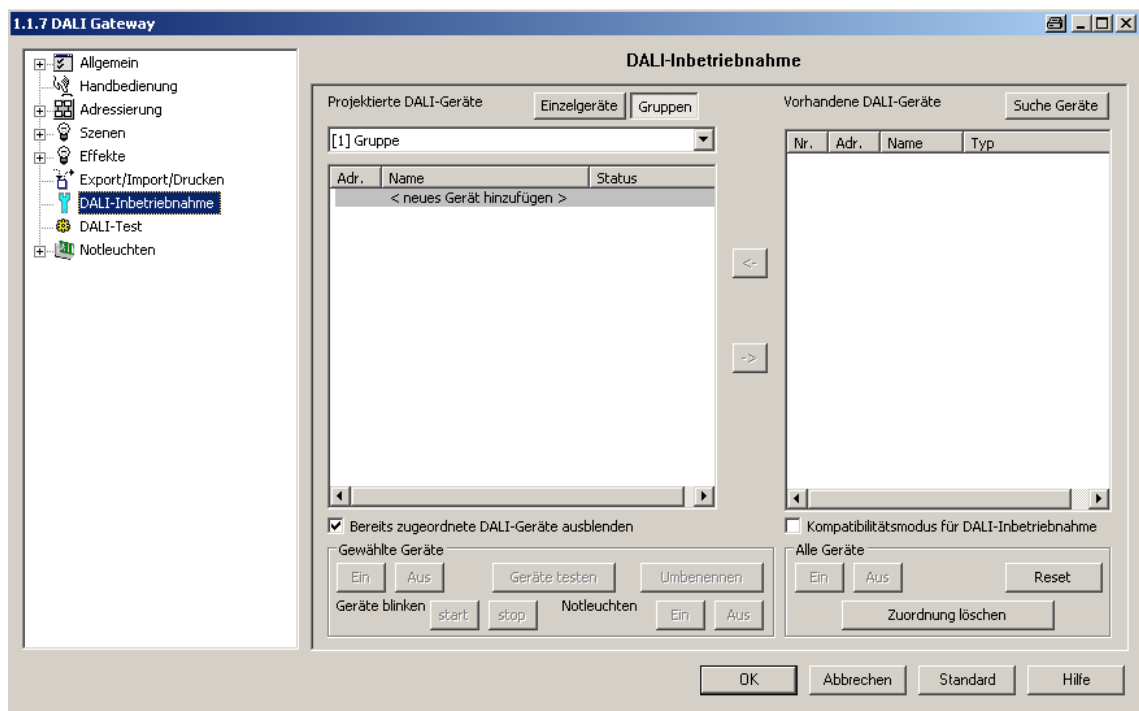 1.1.7 DALI Gateway
Allgemein
Handbedienung
Adressierung
Szenen
Effekte
Export/Import/Drucken
DALI-Inbetriebnahme
DALI-Test
Notleuchten
DALI-Inbetriebnahme
Projektierte DALI-Geräte
Einzelgeräte
Gruppen
[1] Gruppe
Adr. Name Status
< neues Gerät hinzufügen >
<-
->
Vorhandene DALI-Geräte
Suche Geräte
Nr. Adr. Name Typ
Bereits zugeordnete DALI-Geräte ausblenden
Kompatibilitätsmodus für DALI-Inbetriebnahme
Gewählte Geräte
Ein Aus Geräte testen Umbenennen
Geräte blinken start stop Notleuchten Ein Aus
Alle Geräte
Ein Aus Reset
Zuordnung löschen
OK Abbrechen Standard Hilfe